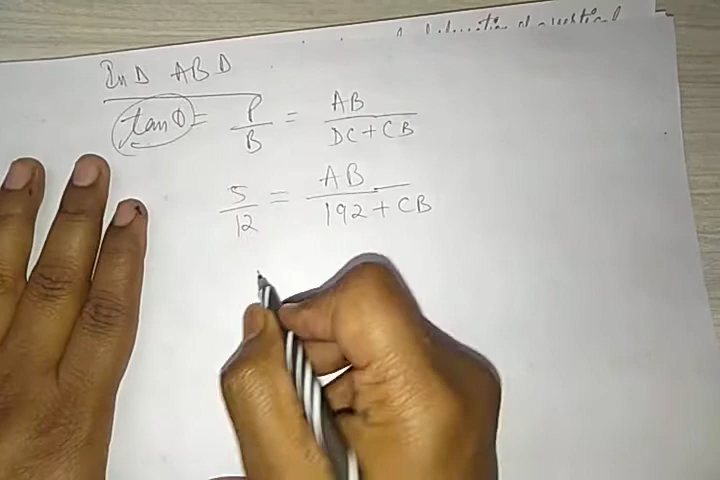 In Δ ABD
tanθ = P/B = AB/DC+CB
5/12 = AB/192+CB